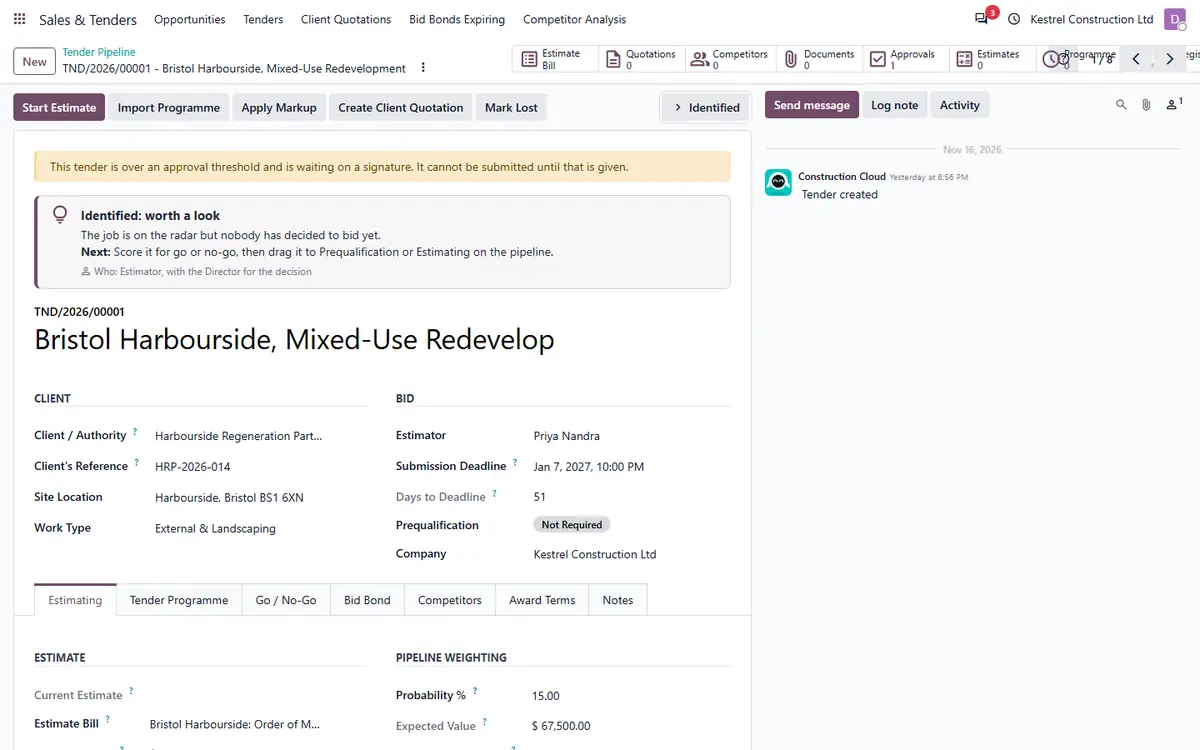 Sales & Tenders Opportunities Tenders Client Quotations Bid Bonds Expiring Competitor Analysis 3 Kestrel Construction Ltd D
New Tender Pipeline
TND/2026/00001 - Bristol Harbourside, Mixed-Use Redevelopment
Estimate Bill Quotations 0 Competitors 0 Documents 0 Approvals 1 Estimates 0 Programme 0 1 / 8
Start Estimate Import Programme Apply Markup Create Client Quotation Mark Lost Identified Send message Log note Activity 1
Nov 16, 2026
This tender is over an approval threshold and is waiting on a signature. It cannot be submitted until that is given.
Construction Cloud Yesterday at 8:56 PM
Tender created
Identified: worth a look
The job is on the radar but nobody has decided to bid yet.
Next: Score it for go or no-go, then drag it to Prequalification or Estimating on the pipeline.
Who: Estimator, with the Director for the decision
TND/2026/00001
Bristol Harbourside, Mixed-Use Redevelop
CLIENT
Client / Authority ? Harbourside Regeneration Part...
Client's Reference ? HRP-2026-014
Site Location Harbourside, Bristol BS1 6XN
Work Type External & Landscaping
BID
Estimator Priya Nandra
Submission Deadline ? Jan 7, 2027, 10:00 PM
Days to Deadline ? 51
Prequalification Not Required
Company Kestrel Construction Ltd
Estimating Tender Programme Go / No-Go Bid Bond Competitors Award Terms Notes
ESTIMATE
Current Estimate ?
Estimate Bill ? Bristol Harbourside: Order of M...
PIPELINE WEIGHTING
Probability % ? 15.00
Expected Value ? $ 67,500.00